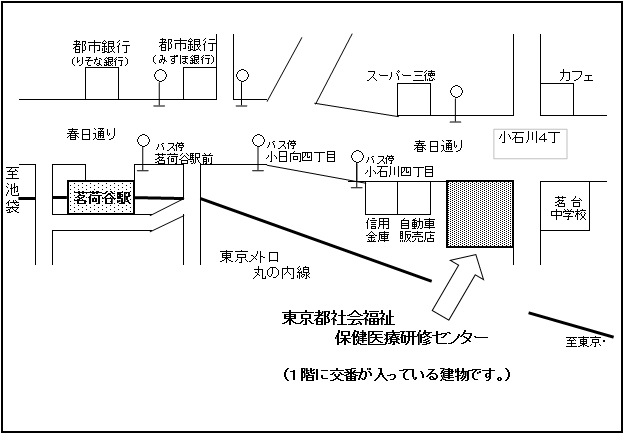 都市銀行
(りそな銀行)
都市銀行
(みずほ銀行)
スーパー三徳
カフェ
春日通り
バス停
茗荷谷駅前
バス停
小日向四丁目
バス停
小石川四丁目
春日通り
小石川4丁
至池袋
茗荷谷駅
信用
金庫
自動車
販売店
茗台
中学校
東京メトロ
丸の内線
東京都社会福祉
保健医療研修センター
至東京・
(1階に交番が入っている建物です。)